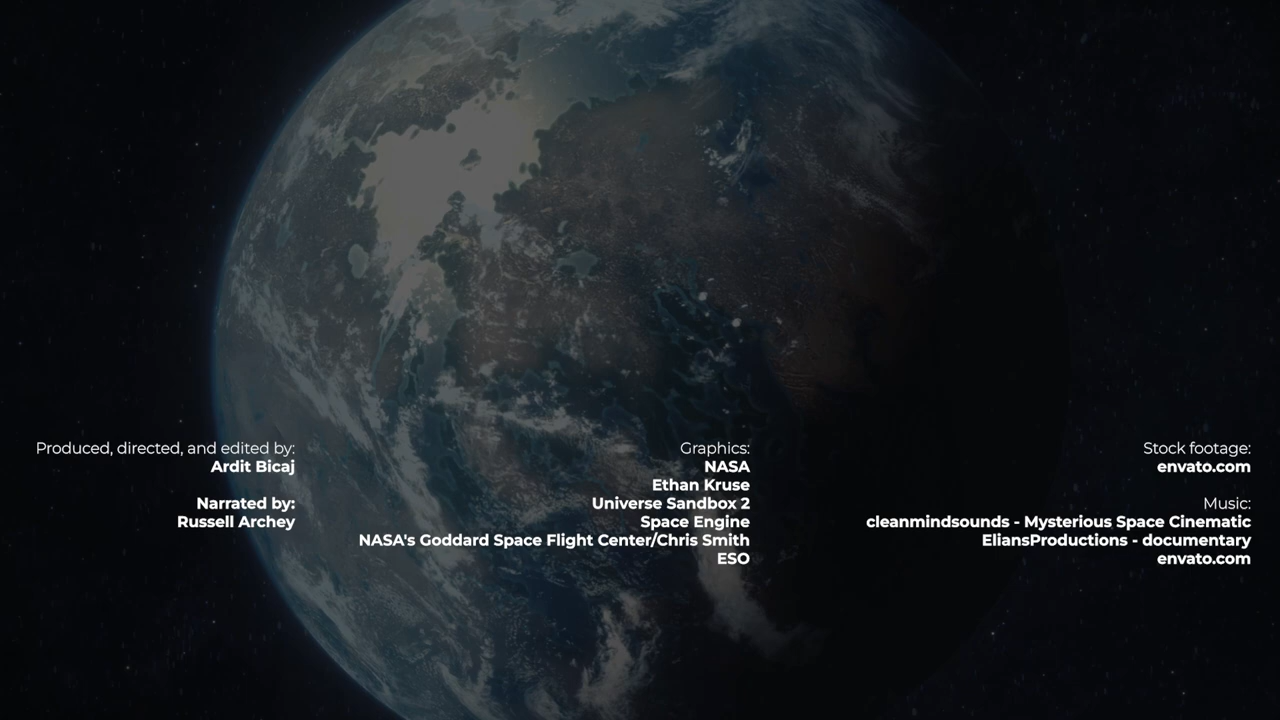 Produced, directed, and edited by:
Ardit Bicaj
Narrated by:
Russell Archey
Graphics:
NASA
Ethan Kruse
Universe Sandbox 2
Space Engine
NASA's Goddard Space Flight Center/Chris Smith
ESO
Stock footage:
envato.com
Music:
cleanmindsounds - Mysterious Space Cinematic
EliansProductions - documentary
envato.com